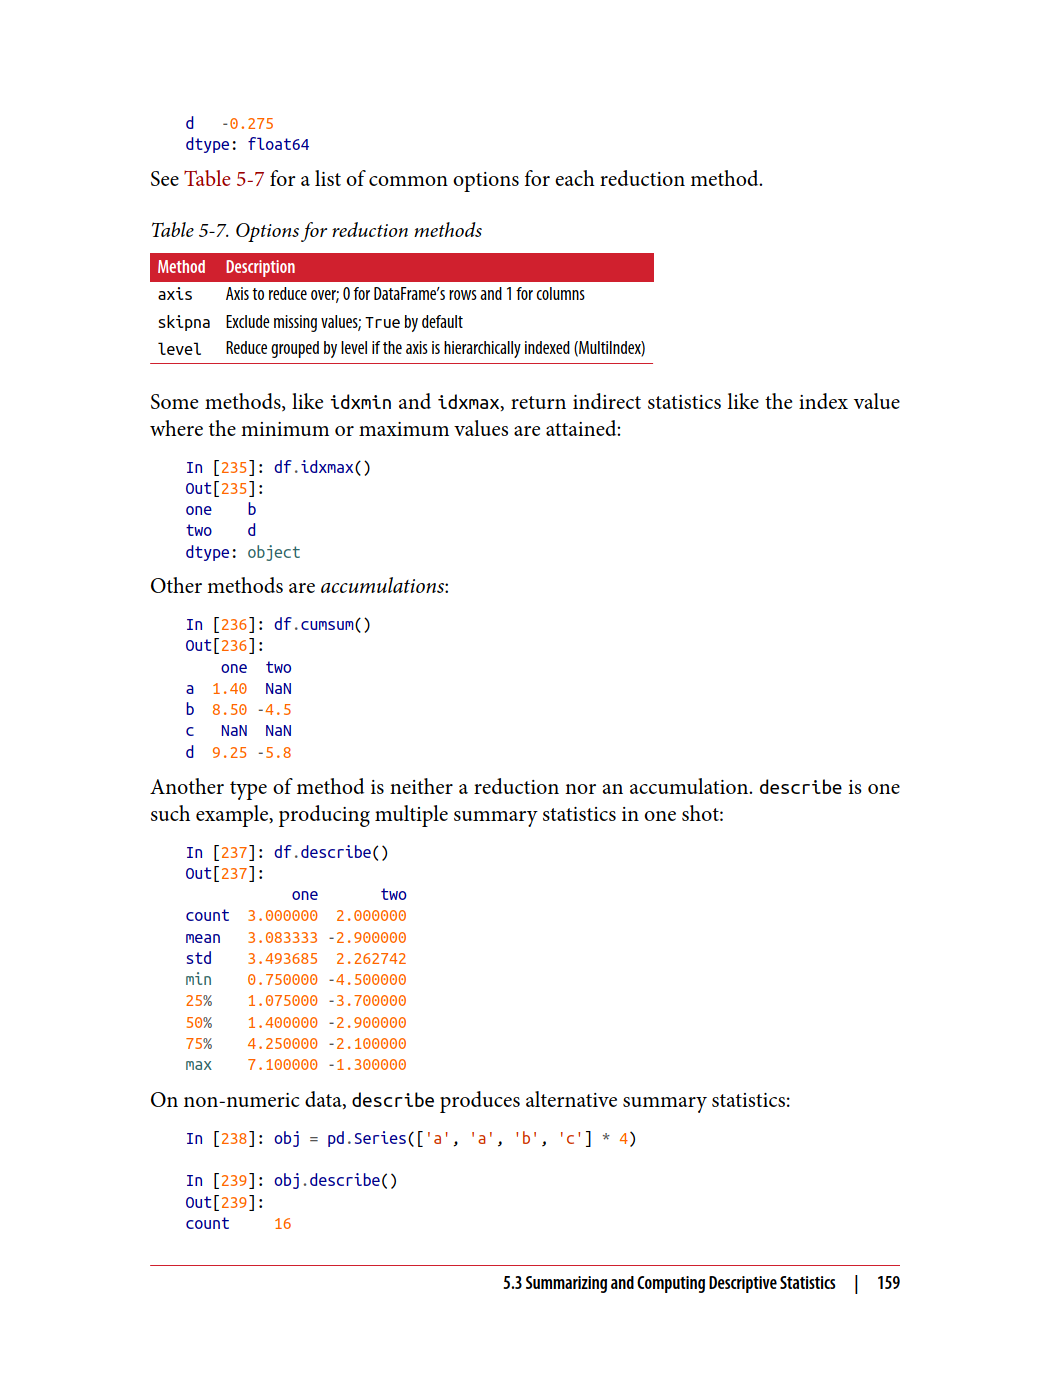 d   -0.275
dtype: float64
See Table 5-7 for a list of common options for each reduction method.
Table 5-7. Options for reduction methods
Method Description
axis Axis to reduce over; 0 for DataFrame’s rows and 1 for columns
skipna Exclude missing values; True by default
level Reduce grouped by level if the axis is hierarchically indexed (MultiIndex)
Some methods, like idxmin and idxmax, return indirect statistics like the index value
where the minimum or maximum values are attained:
In [235]: df.idxmax()
Out[235]:
one    b
two    d
dtype: object
Other methods are accumulations:
In [236]: df.cumsum()
Out[236]:
    one  two
a  1.40  NaN
b  8.50 -4.5
c   NaN  NaN
d  9.25 -5.8
Another type of method is neither a reduction nor an accumulation. describe is one
such example, producing multiple summary statistics in one shot:
In [237]: df.describe()
Out[237]:
            one       two
count  3.000000  2.000000
mean   3.083333 -2.900000
std    3.493685  2.262742
min    0.750000 -4.500000
25%    1.075000 -3.700000
50%    1.400000 -2.900000
75%    4.250000 -2.100000
max    7.100000 -1.300000
On non-numeric data, describe produces alternative summary statistics:
In [238]: obj = pd.Series(['a', 'a', 'b', 'c'] * 4)
In [239]: obj.describe()
Out[239]:
count     16
5.3 Summarizing and Computing Descriptive Statistics | 159